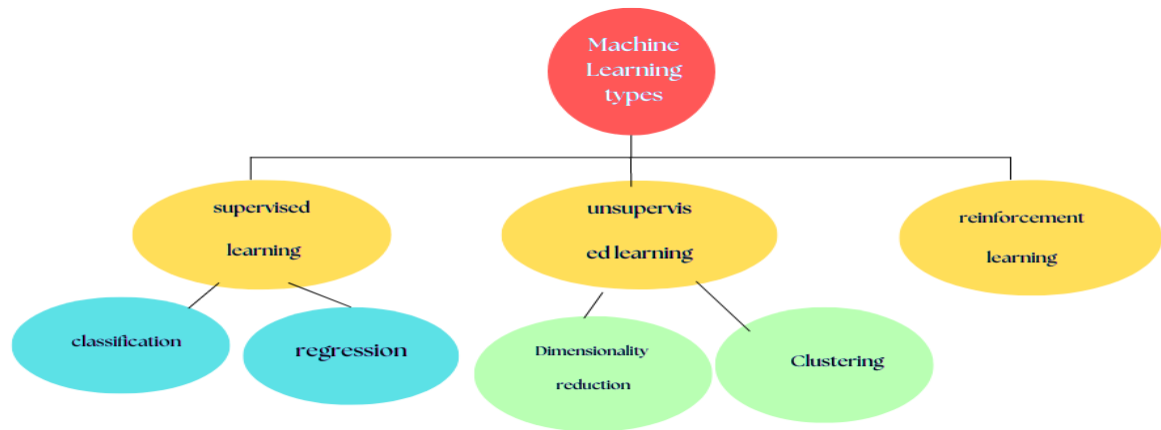 Machine
Learning
types
supervised
learning
unsupervis
ed learning
reinforcement
learning
classification
regression
Dimensionality
reduction
Clustering